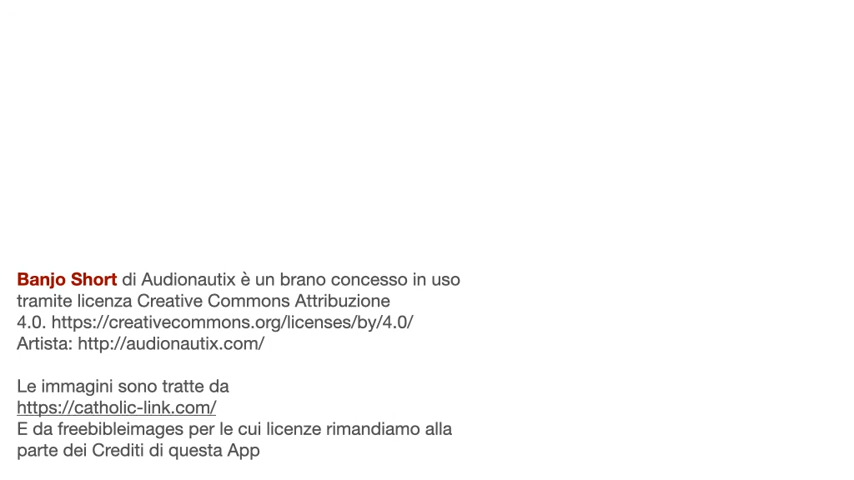 Banjo Short di Audionautix è un brano concesso in uso
tramite licenza Creative Commons Attribuzione
4.0. https://creativecommons.org/licenses/by/4.0/
Artista: http://audionautix.com/
Le immagini sono tratte da
https://catholic-link.com/
E da freebibleimages per le cui licenze rimandiamo alla
parte dei Crediti di questa App